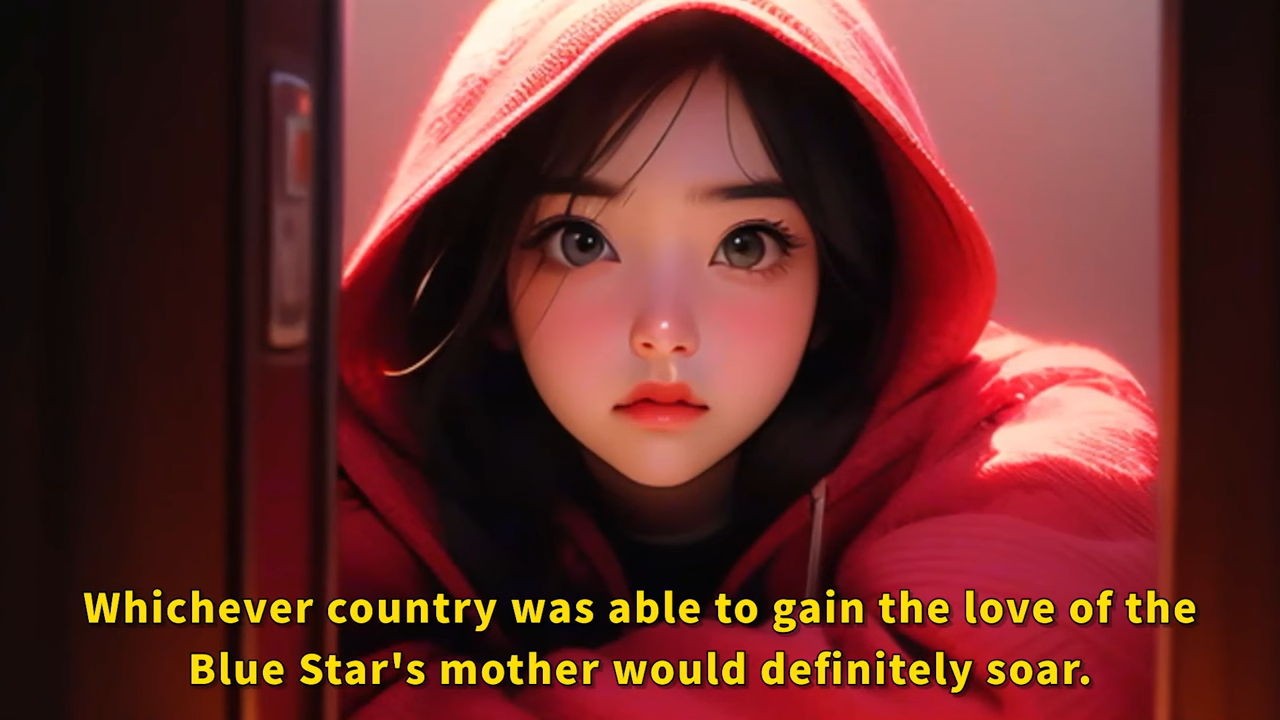 Whichever country was able to gain the love of the
Blue Star's mother would definitely soar.